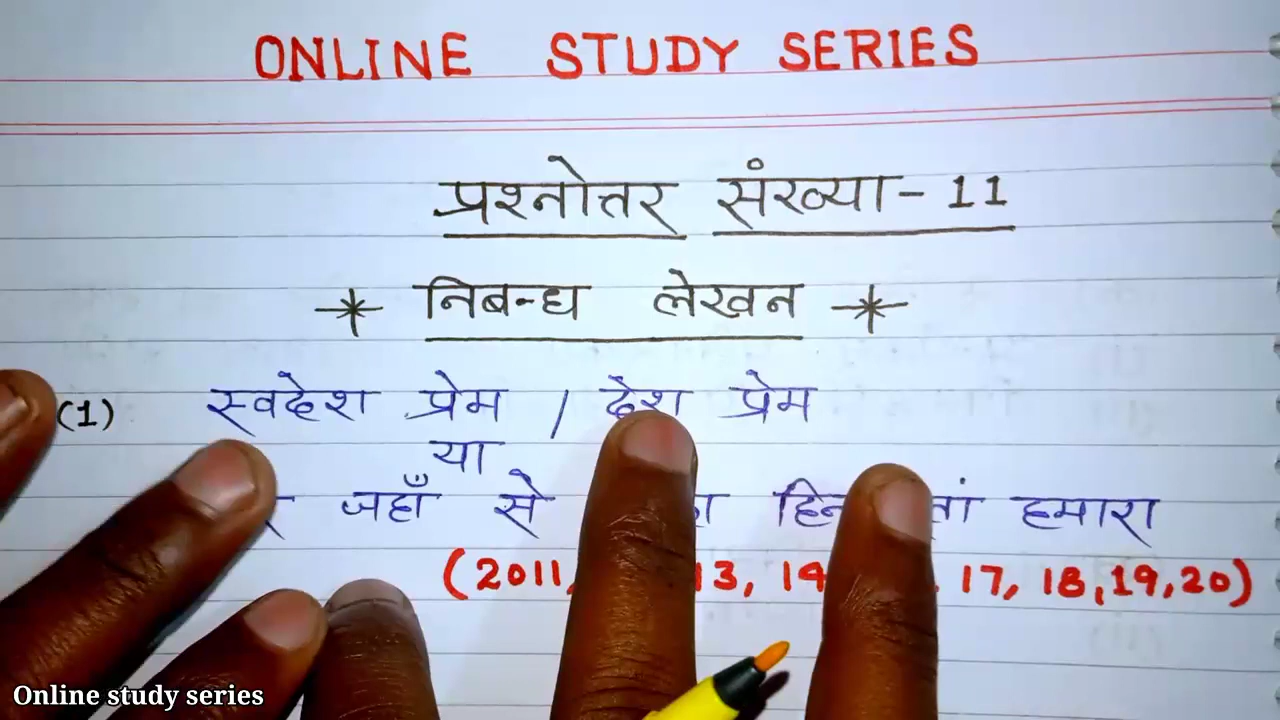 ONLINE STUDY SERIES
प्रश्नोत्तर संख्या - 11
निबन्ध लेखन
(1) स्वदेश प्रेम / देश प्रेम
या
जहाँ से हमारा
(2011, 14 17, 18,19,20)
Online study series